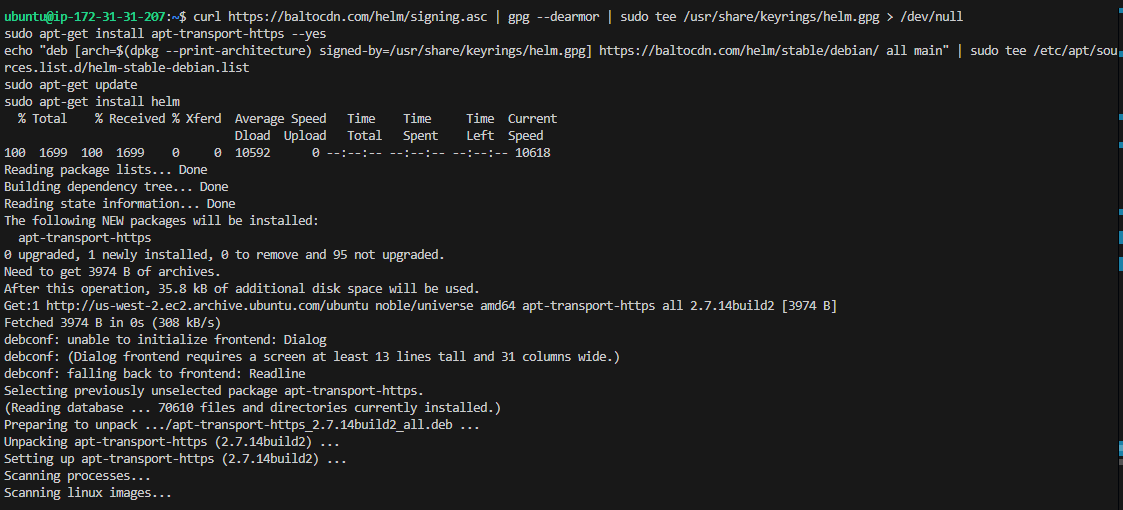 ubuntu@ip-172-31-31-207:~$ curl https://baltocdn.com/helm/signing.asc | gpg --dearmor | sudo tee /usr/share/keyrings/helm.gpg > /dev/null
sudo apt-get install apt-transport-https --yes
echo "deb [arch=$(dpkg --print-architecture) signed-by=/usr/share/keyrings/helm.gpg] https://baltocdn.com/helm/stable/debian/ all main" | sudo tee /etc/apt/sou
rces.list.d/helm-stable-debian.list
sudo apt-get update
sudo apt-get install helm
  % Total    % Received % Xferd  Average Speed   Time    Time     Time  Current
                                 Dload  Upload   Total   Spent    Left  Speed
100  1699  100  1699    0     0  10592      0 --:--:-- --:--:-- --:--:-- 10618
Reading package lists... Done
Building dependency tree... Done
Reading state information... Done
The following NEW packages will be installed:
  apt-transport-https
0 upgraded, 1 newly installed, 0 to remove and 95 not upgraded.
Need to get 3974 B of archives.
After this operation, 35.8 kB of additional disk space will be used.
Get:1 http://us-west-2.ec2.archive.ubuntu.com/ubuntu noble/universe amd64 apt-transport-https all 2.7.14build2 [3974 B]
Fetched 3974 B in 0s (308 kB/s)
debconf: unable to initialize frontend: Dialog
debconf: (Dialog frontend requires a screen at least 13 lines tall and 31 columns wide.)
debconf: falling back to frontend: Readline
Selecting previously unselected package apt-transport-https.
(Reading database ... 70610 files and directories currently installed.)
Preparing to unpack .../apt-transport-https_2.7.14build2_all.deb ...
Unpacking apt-transport-https (2.7.14build2) ...
Setting up apt-transport-https (2.7.14build2) ...
Scanning processes...
Scanning linux images...